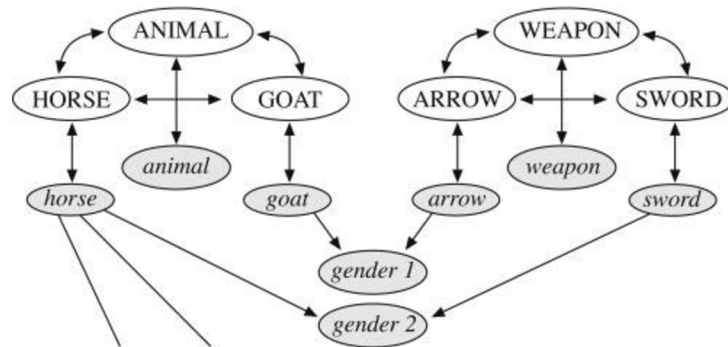 ANIMAL WEAPON
HORSE GOAT ARROW SWORD
animal weapon
horse goat arrow sword
gender 1
gender 2